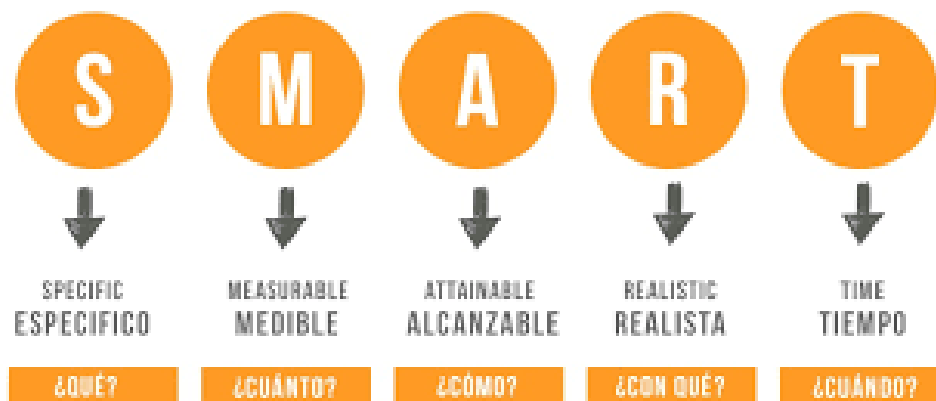 S M A R T
SPECIFIC MEASURABLE ATTAINABLE REALISTIC TIME
ESPECIFICO MEDIBLE ALCANZABLE REALISTA TIEMPO
¿QUÉ? ¿CUÁNTO? ¿CÓMO? ¿CON QUÉ? ¿CUÁNDO?